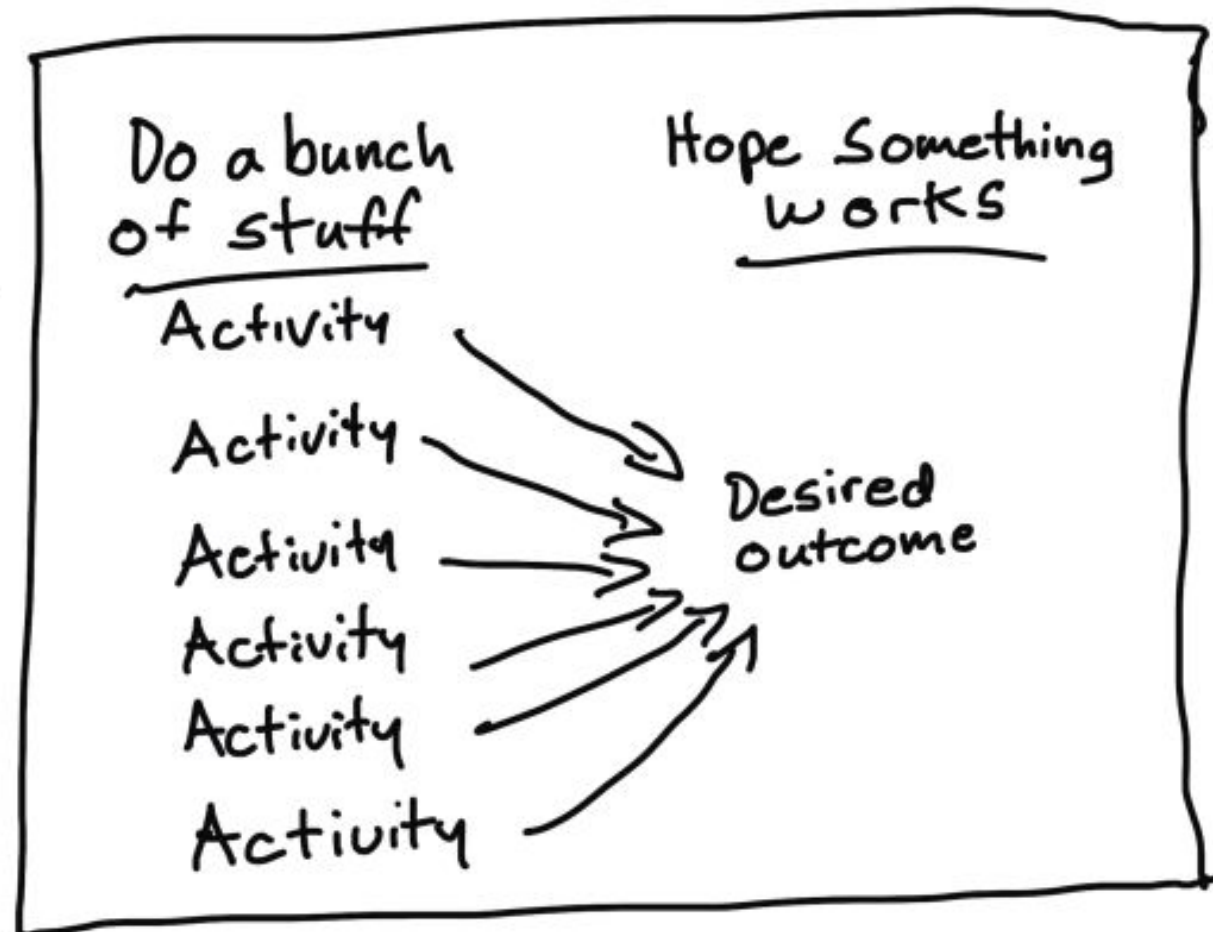 Do a bunch
of stuff
Activity
Activity
Activity
Activity
Activity
Activity
Hope Something
works
Desired
outcome